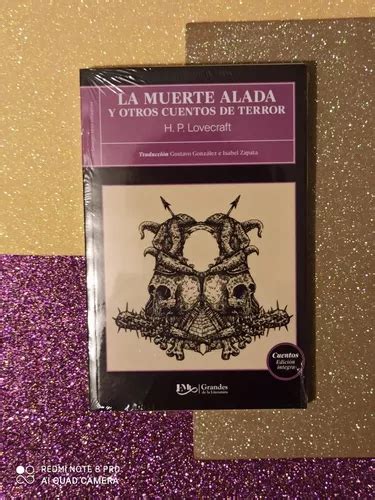 LA MUERTE ALADA
Y OTROS CUENTOS DE TERROR
H. P. Lovecraft
Traducción Gustavo González e Isabel Zapata
Cuentos
Edición
íntegra
EMU Grandes
de la Literatura
REDMI NOTE 8 PRO
AI QUAD CAMERA